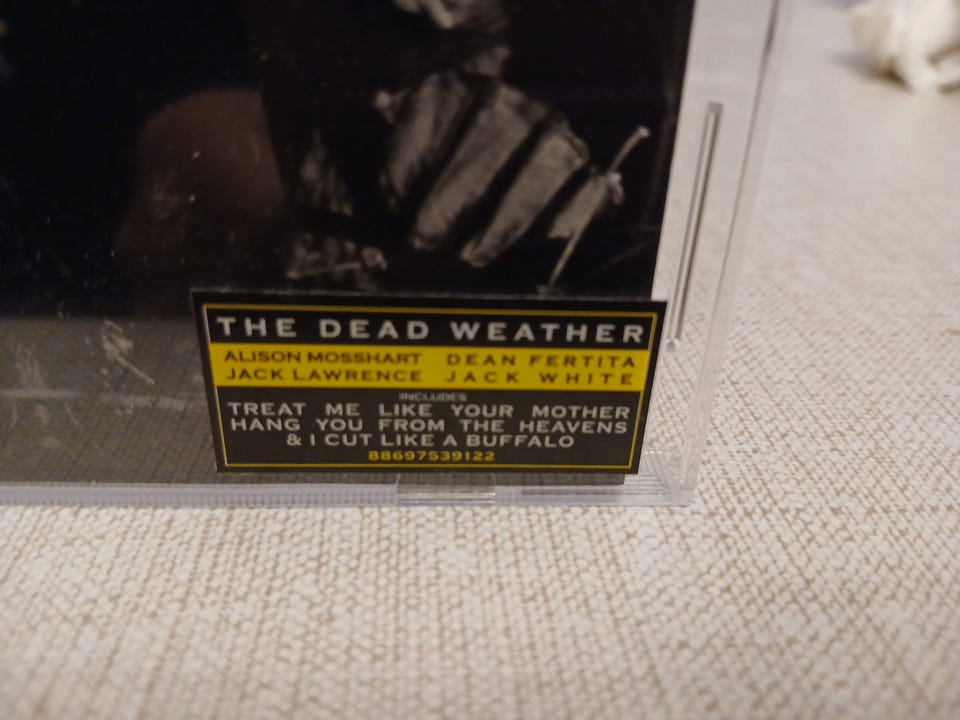 THE DEAD WEATHER
ALISON MOSSHART DEAN FERTITA
JACK LAWRENCE JACK WHITE
INCLUDES
TREAT ME LIKE YOUR MOTHER
HANG YOU FROM THE HEAVENS
& I CUT LIKE A BUFFALO
88697539122